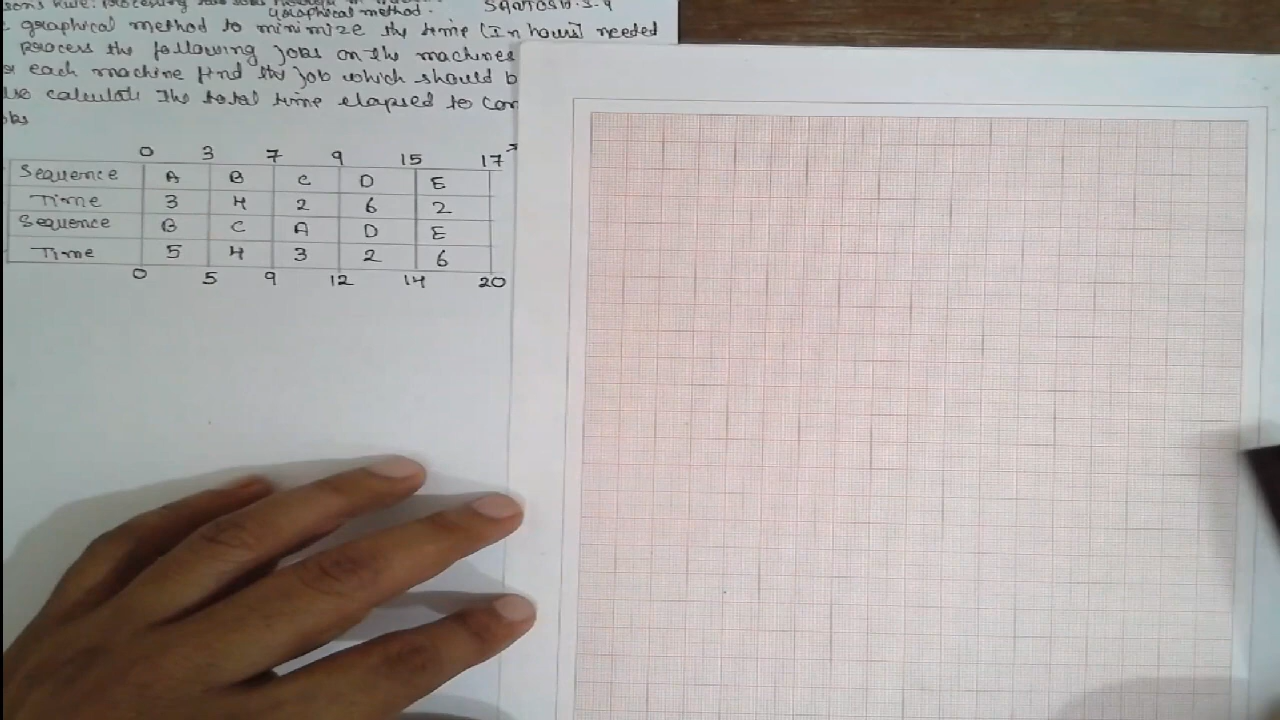 Graphical method.
graphical method to minimize the time [In hours] needed
process the following jobs on the machines
each machine find the job which should b
calculate The total time elapsed to com
obs
0 3 7 9 15 17
Sequence A B C D E
Time 3 4 2 6 2
Sequence B C A D E
Time 5 4 3 2 6
0 5 9 12 14 20